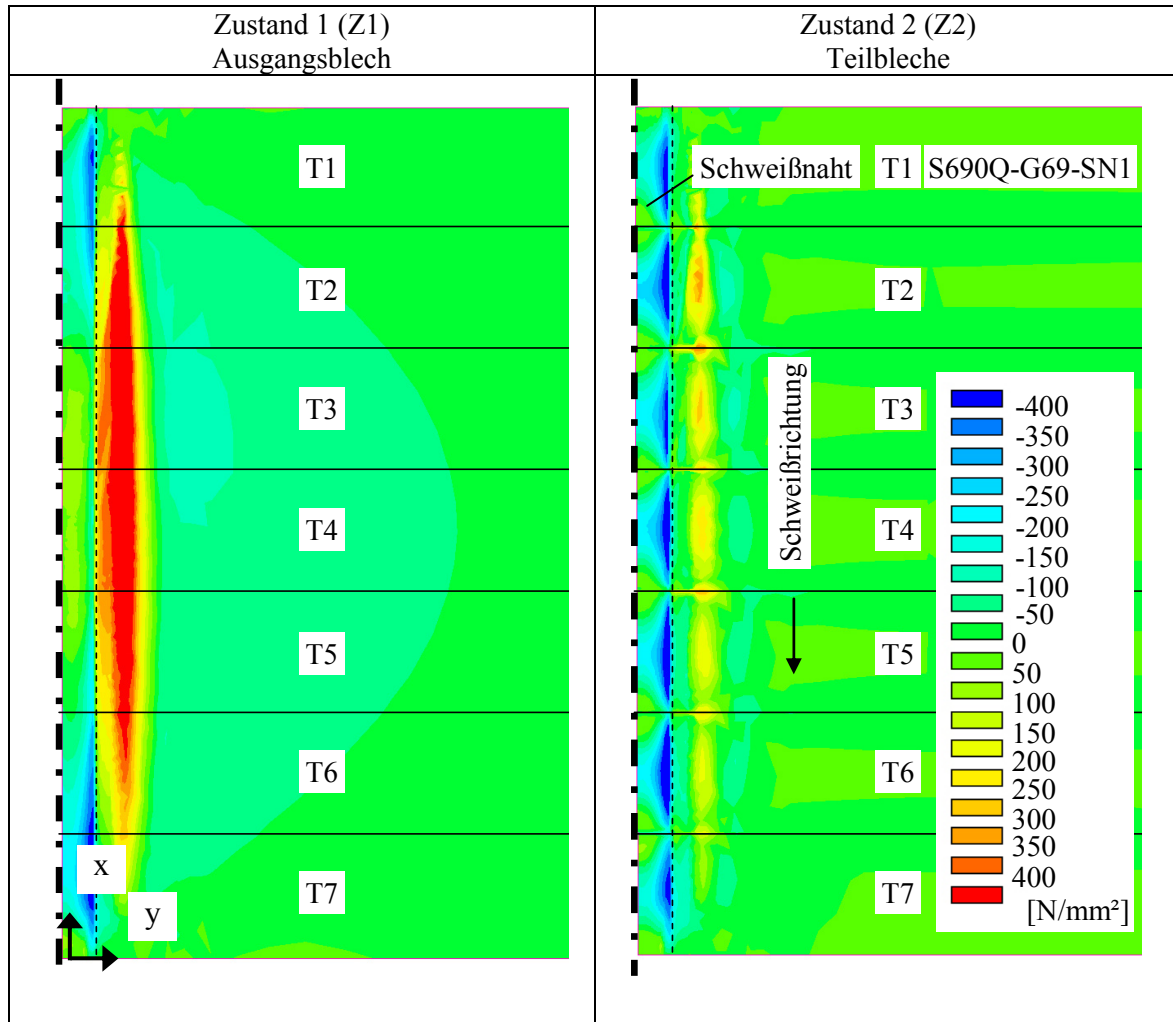 Zustand 1 (Z1)
Ausgangsblech
Zustand 2 (Z2)
Teilbleche
T1
T2
T3
T4
T5
T6
T7
x
y
Schweißnaht
T1
S690Q-G69-SN1
T2
T3
T4
T5
T6
T7
Schweißrichtung
-400
-350
-300
-250
-200
-150
-100
-50
0
50
100
150
200
250
300
350
400
[N/mm²]